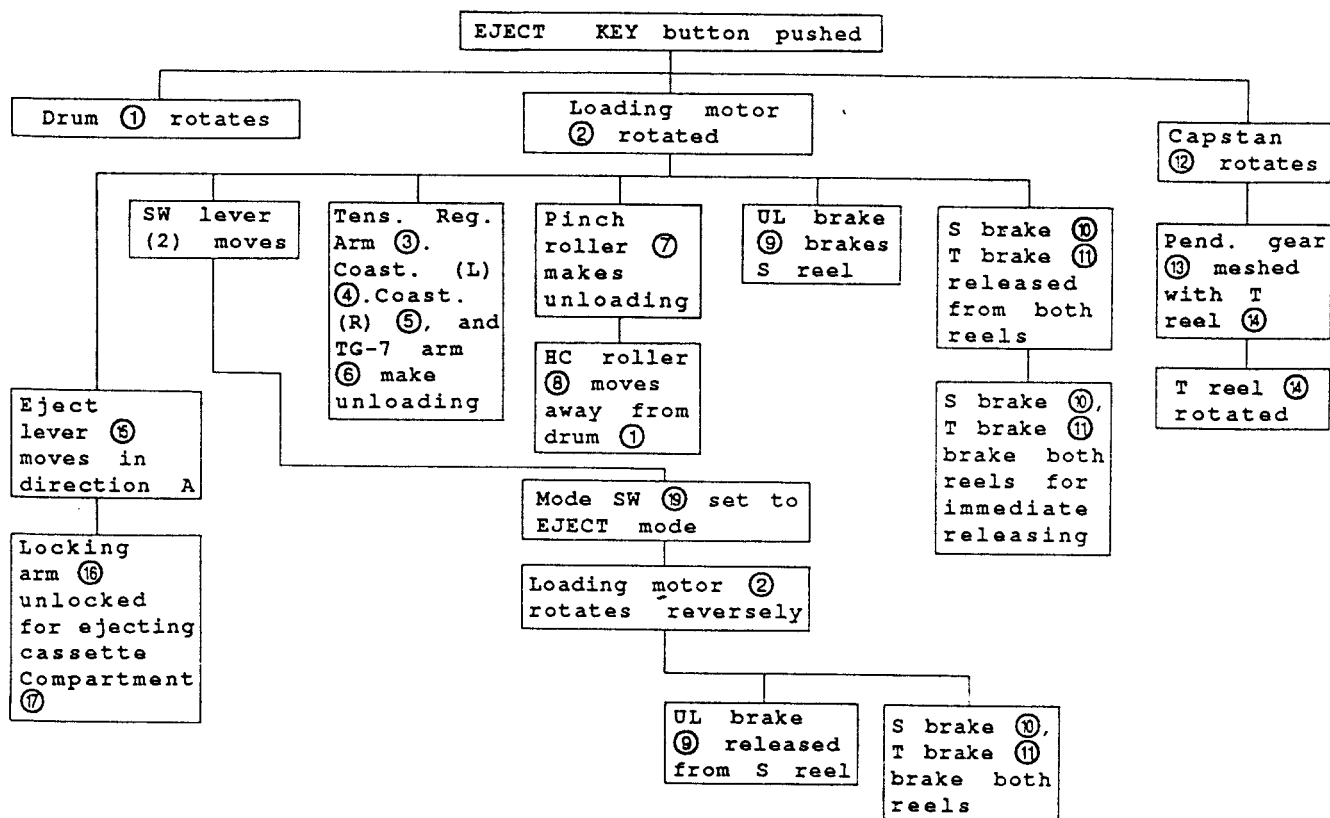 EJECT KEY button pushed
Drum ① rotates
Loading motor
② rotated
Capstan
⑫ rotates
SW lever
(2) moves
Tens. Reg.
Arm ③.
Coast. (L)
④.Coast.
(R) ⑤, and
TG-7 arm
⑥ make
unloading
Pinch
roller ⑦
makes
unloading
UL brake
⑨ brakes
S reel
S brake ⑩
T brake ⑪
released
from both
reels
Pend. gear
⑬ meshed
with T
reel ⑭
HC roller
⑧ moves
away from
drum ①
T reel ⑭
rotated
Eject
lever ⑮
moves in
direction A
S brake ⑩,
T brake ⑪
brake both
reels for
immediate
releasing
Mode SW ⑲ set to
EJECT mode
Locking
arm ⑯
unlocked
for ejecting
cassette
Compartment
⑰
Loading motor ②
rotates reversely
UL brake
⑨ released
from S reel
S brake ⑩,
T brake ⑪
brake both
reels